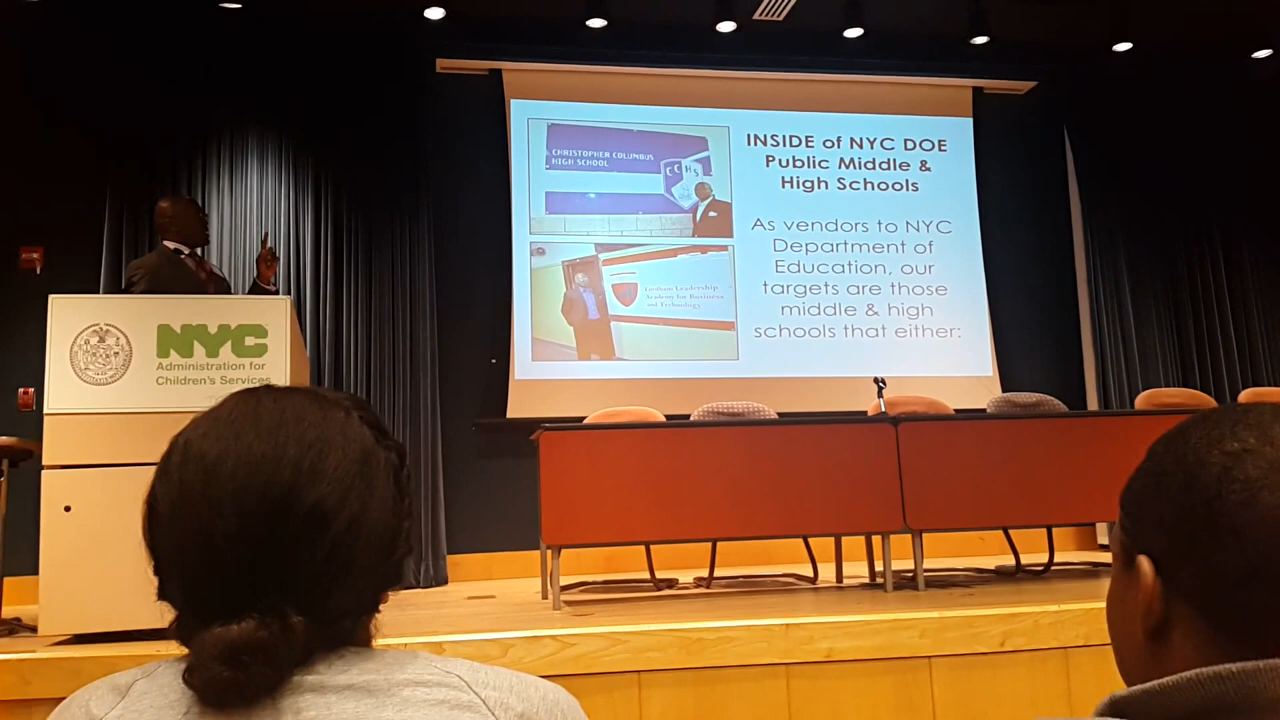 NYC
Administration for
Children's Services
CHRISTOPHER COLUMBUS
HIGH SCHOOL
CCHS
Fordham Leadership
Academy for Business
and Technology
INSIDE of NYC DOE
Public Middle &
High Schools
As vendors to NYC
Department of
Education, our
targets are those
middle & high
schools that either: